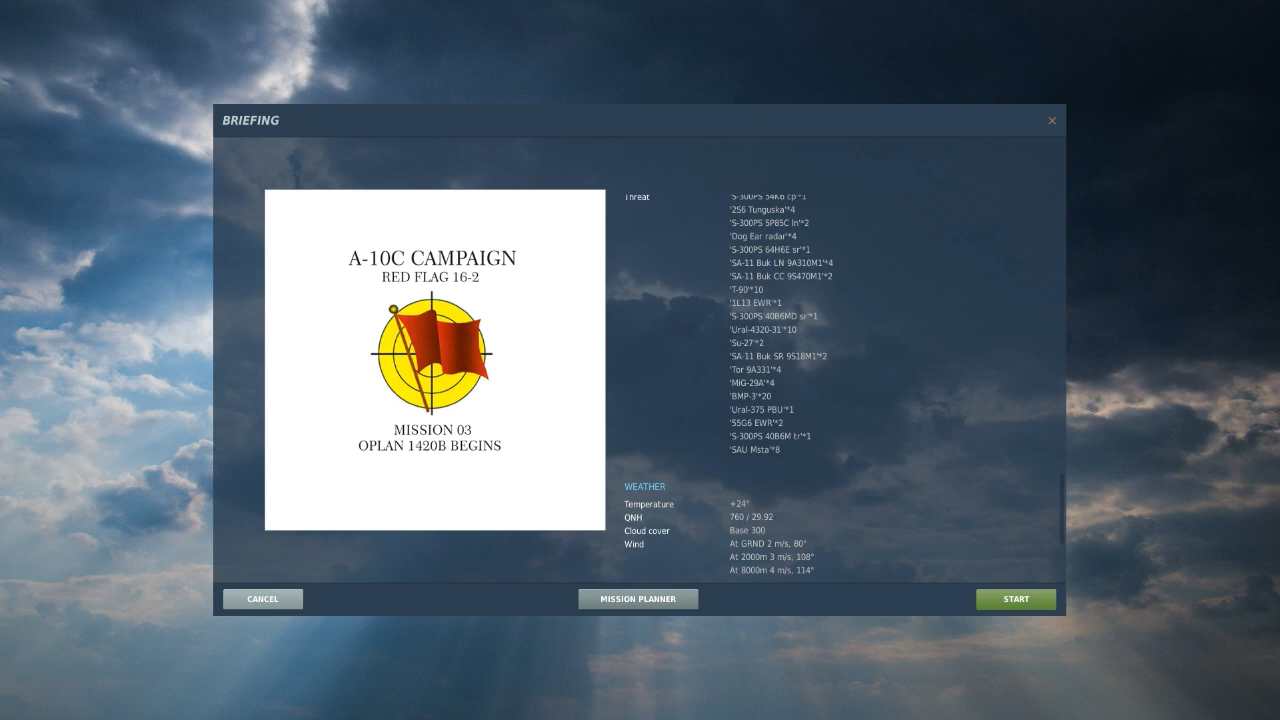 BRIEFING
A-10C CAMPAIGN
RED FLAG 16-2
MISSION 03
OPLAN 1420B BEGINS
Threat
'S-300PS 54K6 cp'*1
'2S6 Tunguska'*4
'S-300PS 5P85C ln'*2
'Dog Ear radar'*4
'S-300PS 64H6E sr'*1
'SA-11 Buk LN 9A310M1'*4
'SA-11 Buk CC 9S470M1'*2
'T-90'*10
'1L13 EWR'*1
'S-300PS 40B6MD sr'*1
'Ural-4320-31'*10
'Su-27'*2
'SA-11 Buk SR 9S18M1'*2
'Tor 9A331'*4
'MiG-29A'*4
'BMP-3'*20
'Ural-375 PBU'*1
'55G6 EWR'*2
'S-300PS 40B6M tr'*1
'SAU Msta'*8
WEATHER
Temperature +24°
QNH 760 / 29.92
Cloud cover Base 300
Wind At GRND 2 m/s, 80°
At 2000m 3 m/s, 108°
At 8000m 4 m/s, 114°
CANCEL
MISSION PLANNER
START